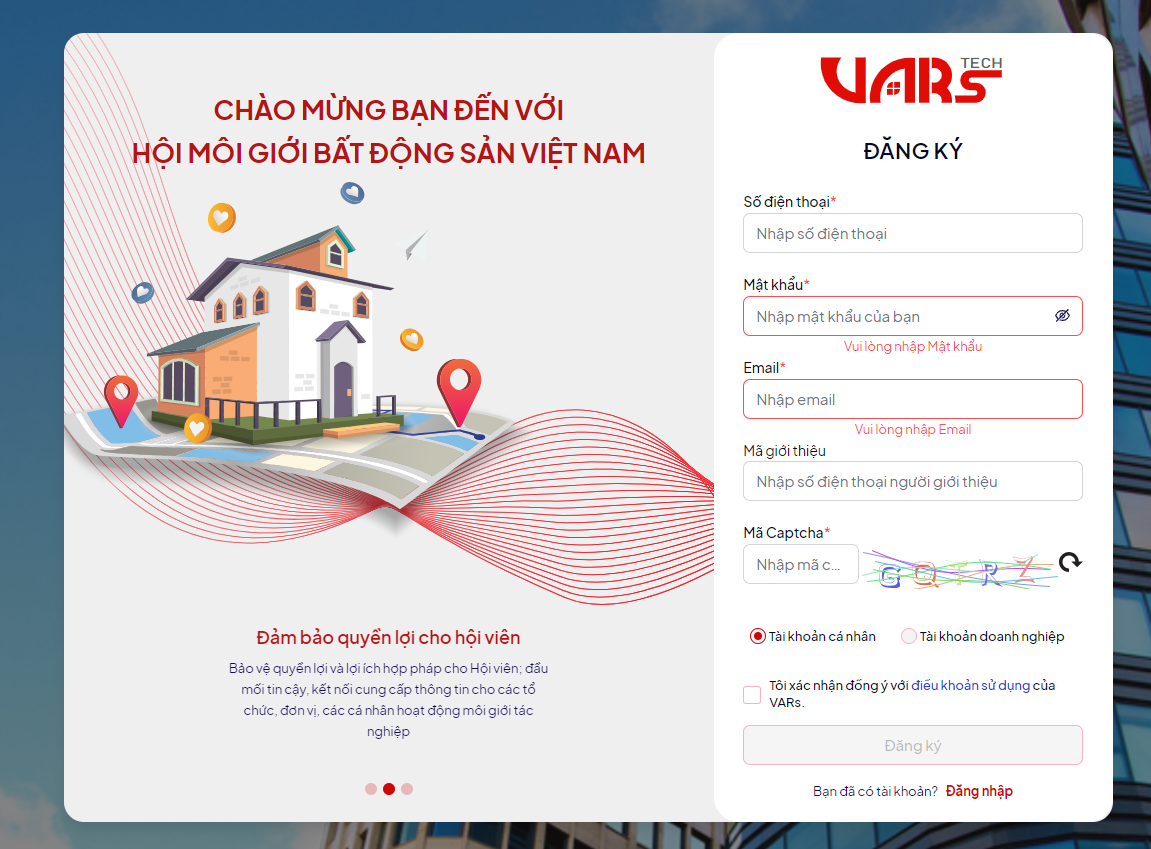 CHÀO MỪNG BẠN ĐẾN VỚI
HỘI MÔI GIỚI BẤT ĐỘNG SẢN VIỆT NAM
Đảm bảo quyền lợi cho hội viên
Bảo vệ quyền lợi và lợi ích hợp pháp cho Hội viên; đầu
mối tin cậy, kết nối cung cấp thông tin cho các tổ
chức, đơn vị, các cá nhân hoạt động môi giới tác
nghiệp
VARS TECH
ĐĂNG KÝ
Số điện thoại*
Nhập số điện thoại
Mật khẩu*
Nhập mật khẩu của bạn
Vui lòng nhập Mật khẩu
Email*
Nhập email
Vui lòng nhập Email
Mã giới thiệu
Nhập số điện thoại người giới thiệu
Mã Captcha*
Nhập mã c...
Tài khoản cá nhân
Tài khoản doanh nghiệp
Tôi xác nhận đồng ý với điều khoản sử dụng của
VARs.
Đăng ký
Bạn đã có tài khoản? Đăng nhập